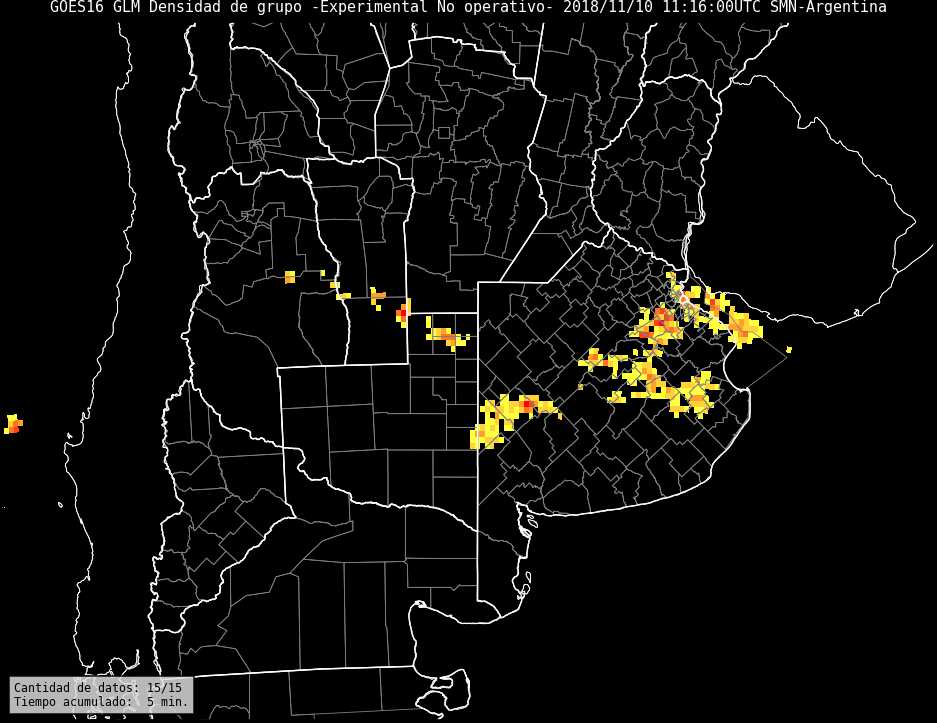 GOES16 GLM Densidad de grupo -Experimental No operativo- 2018/11/10 11:16:00UTC SMN-Argentina
Cantidad de datos: 15/15
Tiempo acumulado:  5 min.